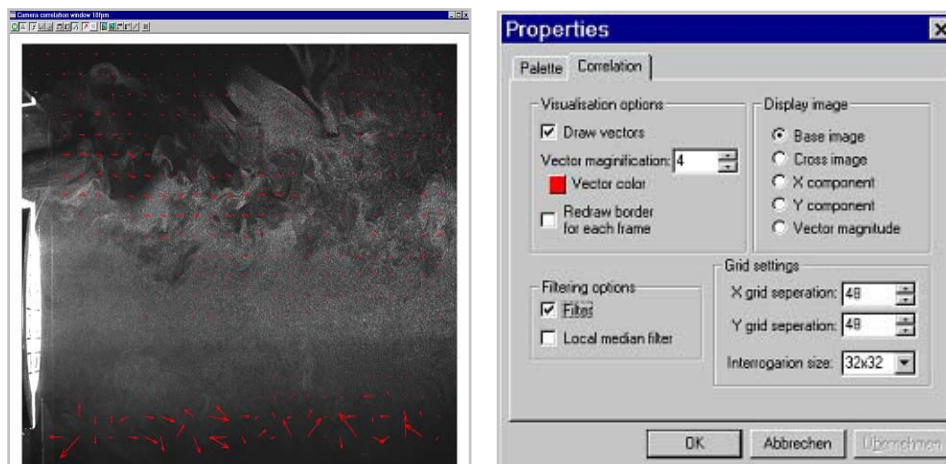 Camera correlation window 18fpm
Properties
Palette
Correlation
Visualisation options
Draw vectors
Vector maginification: 4
Vector color
Redraw border
for each frame
Display image
Base image
Cross image
X component
Y component
Vector magnitude
Filtering options
Filter
Local median filter
Grid settings
X grid seperation: 48
Y grid seperation: 48
Interrogarion size: 32x32
OK
Abbrechen
Übernehmen